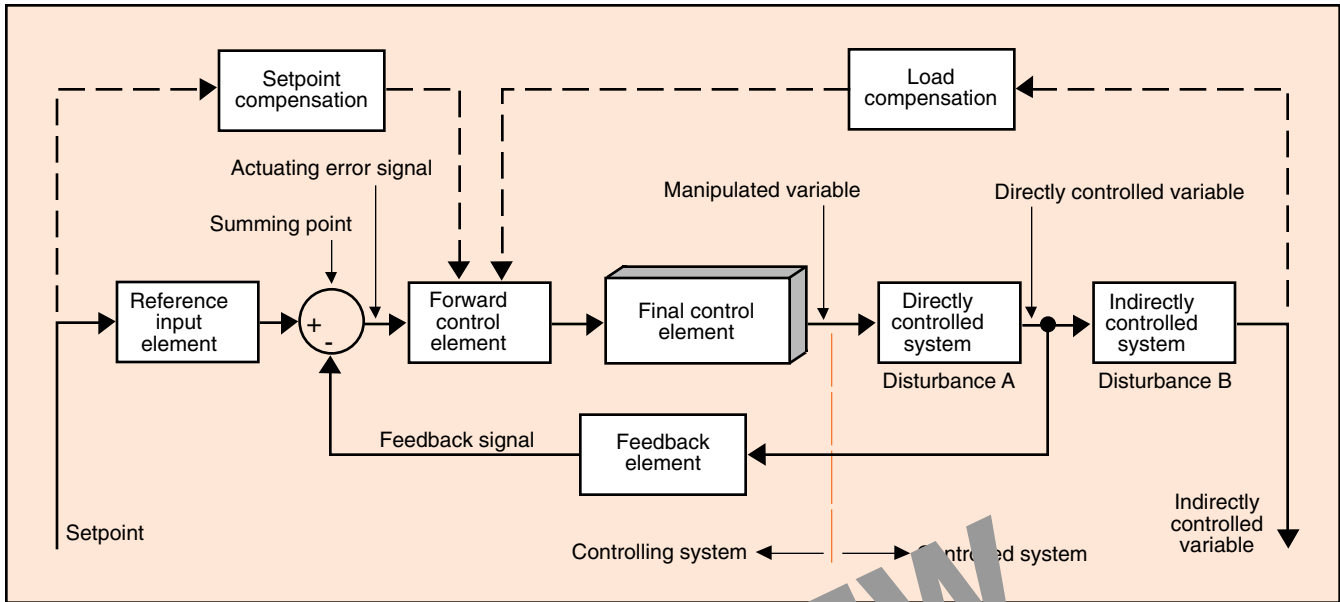 Setpoint
compensation
Load
compensation
Actuating error signal
Manipulated variable
Directly controlled variable
Summing point
Reference
input
element
+
-
Forward
control
element
Final control
element
Directly
controlled
system
Indirectly
controlled
system
Disturbance A
Disturbance B
Feedback signal
Feedback
element
Setpoint
Indirectly
controlled
variable
Controlling system
system